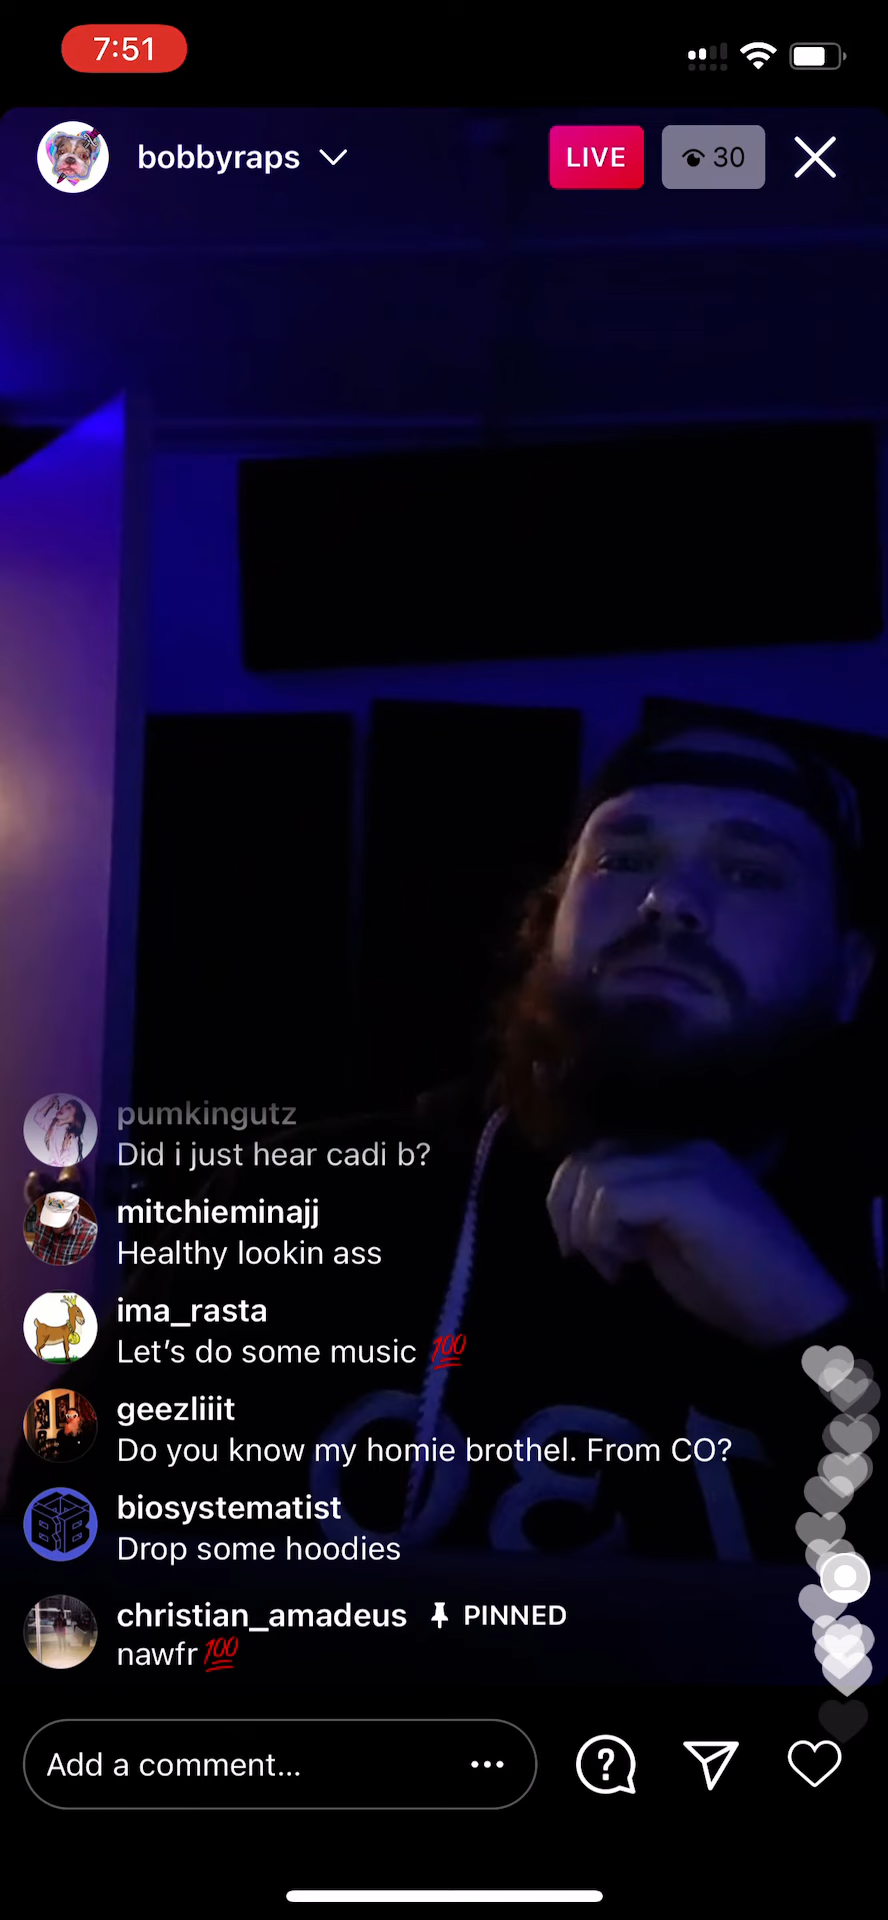 7:51
bobbyraps
LIVE
30
pumkingutz
Did i just hear cadi b?
mitchieminajj
Healthy lookin ass
ima_rasta
Let’s do some music 💯
geezliiit
Do you know my homie brothel. From CO?
biosystematist
Drop some hoodies
christian_amadeus PINNED
nawfr💯
Add a comment...